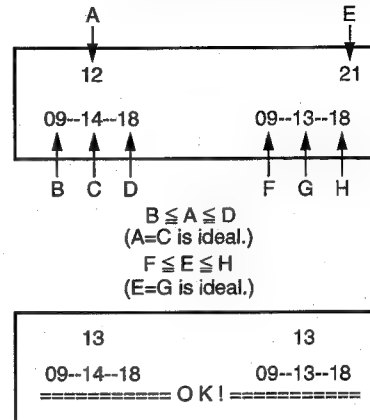 A E
12 21
09--14--18 09--13--18
B C D F G H
B ≦ A ≦ D
(A=C is ideal.)
F ≦ E ≦ H
(E=G is ideal.)
13 13
09--14--18 09--13--18
=========== O K ! ===========